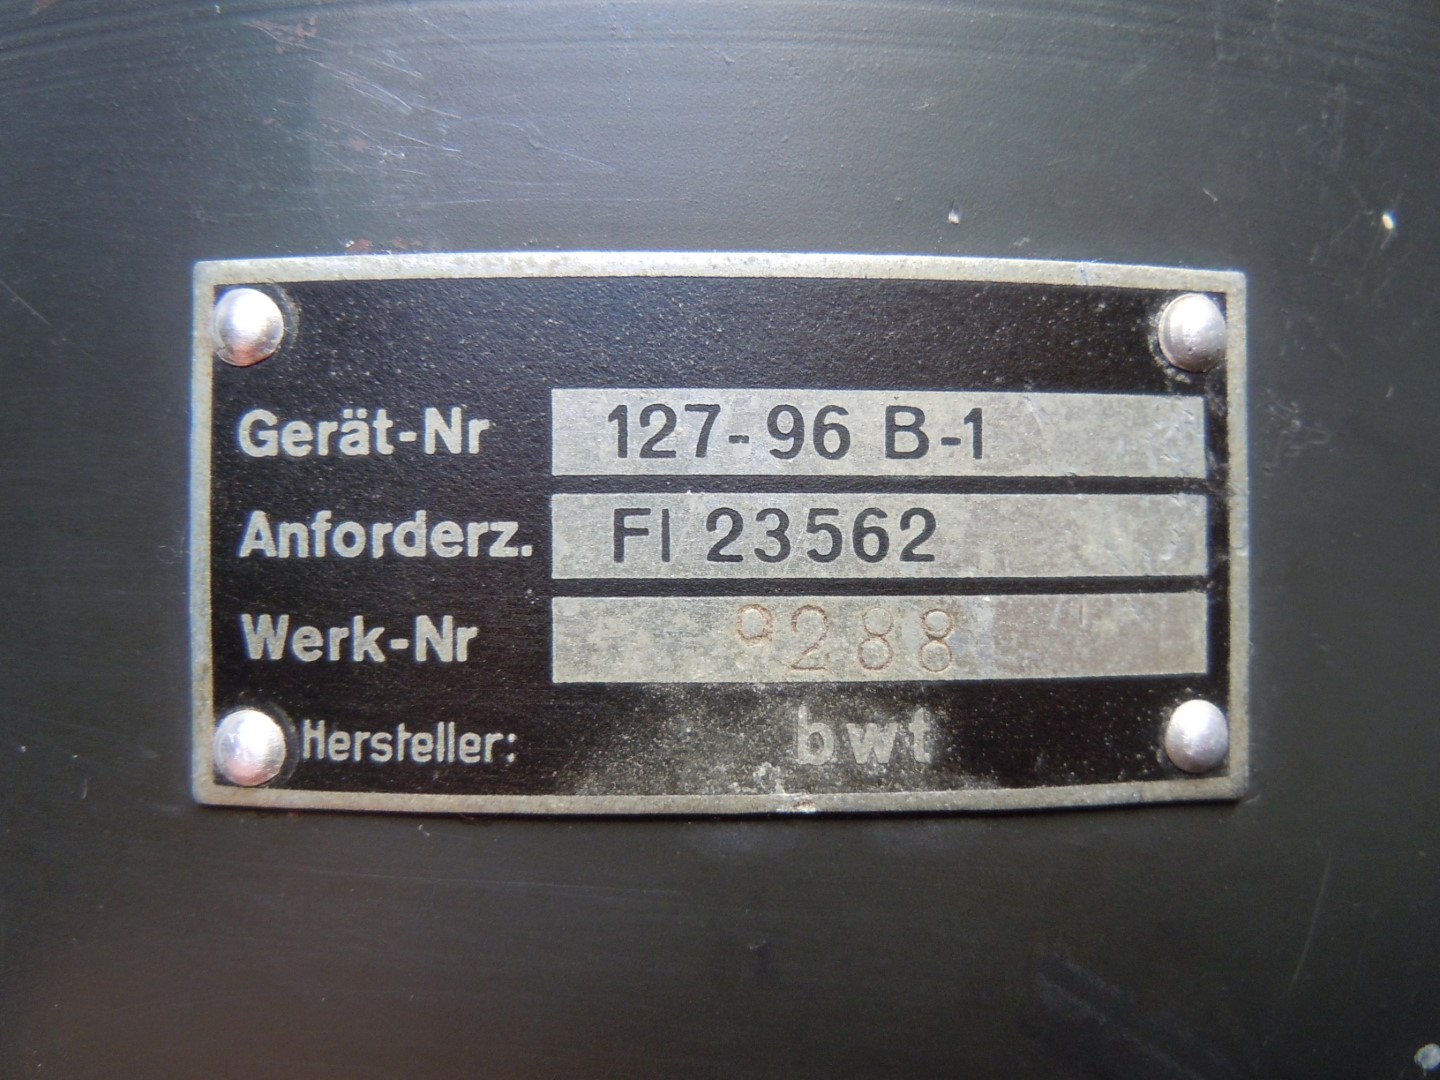 Gerät-Nr 127-96 B-1
Anforderz. Fl 23562
Werk-Nr 9288
Hersteller: bwt